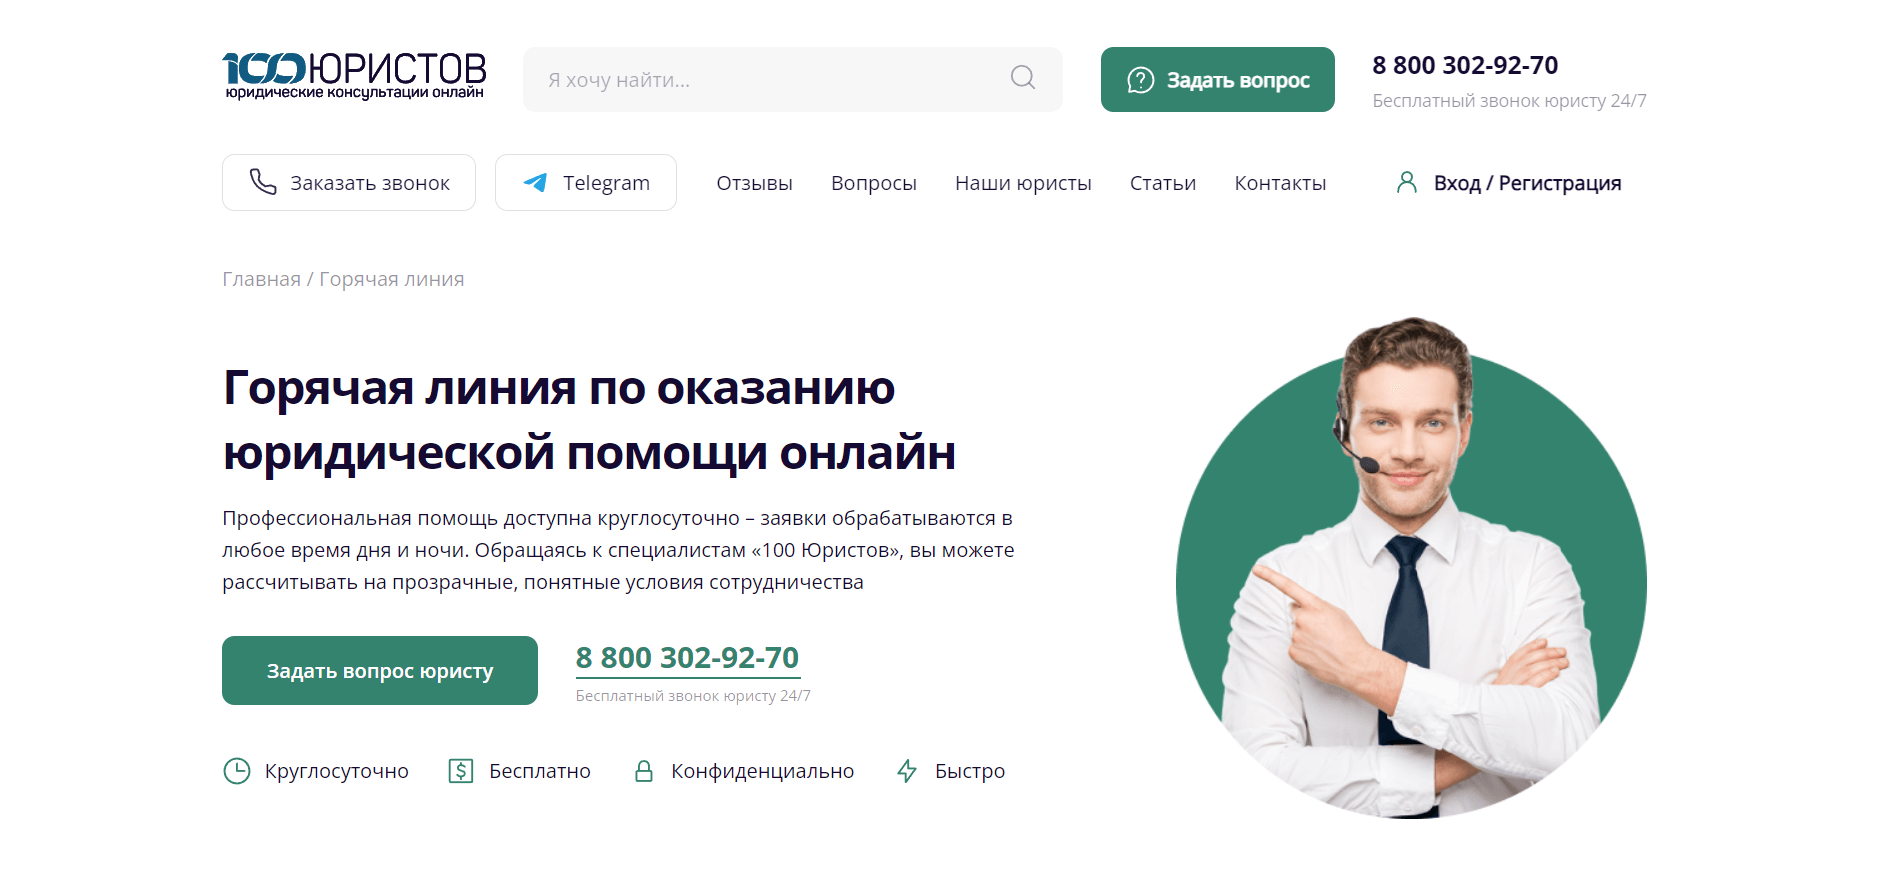 100ЮРИСТОВ
юридические консультации онлайн
Я хочу найти...
Задать вопрос
8 800 302-92-70
Бесплатный звонок юристу 24/7
Заказать звонок
Telegram
Отзывы
Вопросы
Наши юристы
Статьи
Контакты
Вход / Регистрация
Главная / Горячая линия
Горячая линия по оказанию
юридической помощи онлайн
Профессиональная помощь доступна круглосуточно – заявки обрабатываются в
любое время дня и ночи. Обращаясь к специалистам «100 Юристов», вы можете
рассчитывать на прозрачные, понятные условия сотрудничества
Задать вопрос юристу
8 800 302-92-70
Бесплатный звонок юристу 24/7
Круглосуточно
Бесплатно
Конфиденциально
Быстро